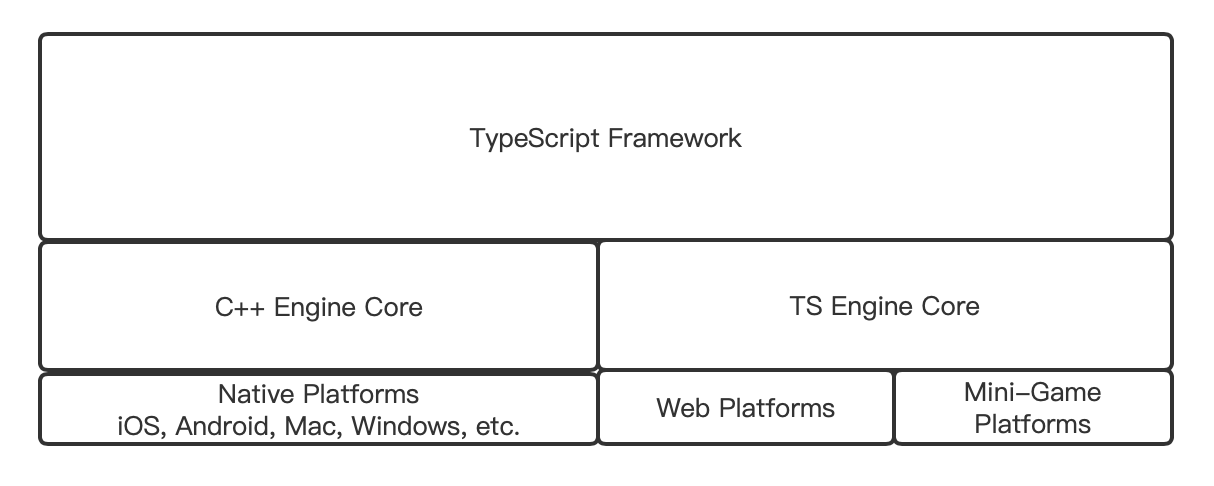 TypeScript Framework
C++ Engine Core
TS Engine Core
Native Platforms
iOS, Android, Mac, Windows, etc.
Web Platforms
Mini-Game
Platforms